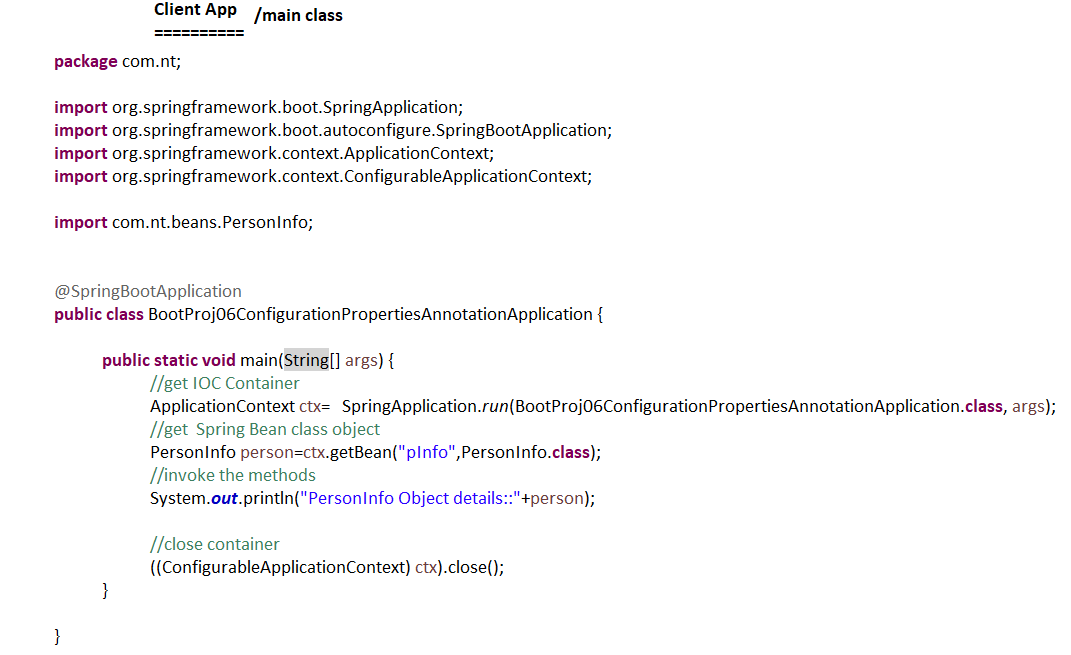 Client App /main class
==========
package com.nt;
import org.springframework.boot.SpringApplication;
import org.springframework.boot.autoconfigure.SpringBootApplication;
import org.springframework.context.ApplicationContext;
import org.springframework.context.ConfigurableApplicationContext;
import com.nt.beans.PersonInfo;
@SpringBootApplication
public class BootProj06ConfigurationPropertiesAnnotationApplication {
public static void main(String[] args) {
//get IOC Container
ApplicationContext ctx= SpringApplication.run(BootProj06ConfigurationPropertiesAnnotationApplication.class, args);
//get Spring Bean class object
PersonInfo person=ctx.getBean("pInfo",PersonInfo.class);
//invoke the methods
System.out.println("PersonInfo Object details::"+person);
//close container
((ConfigurableApplicationContext) ctx).close();
}
}